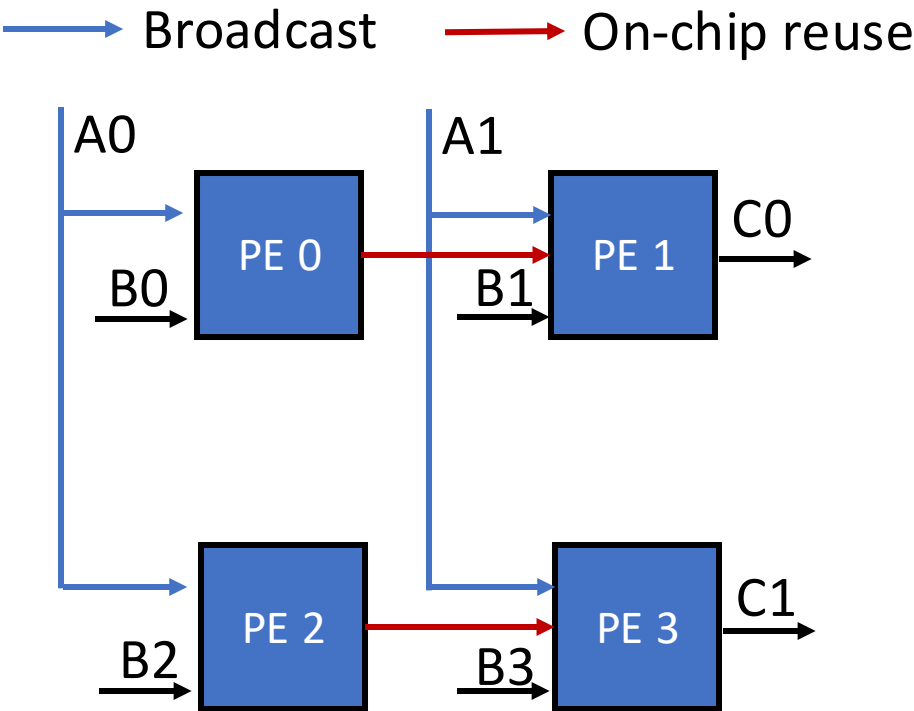 Broadcast
On-chip reuse
A0
A1
PE 0
PE 1
C0
B0
B1
PE 2
PE 3
C1
B2
B3